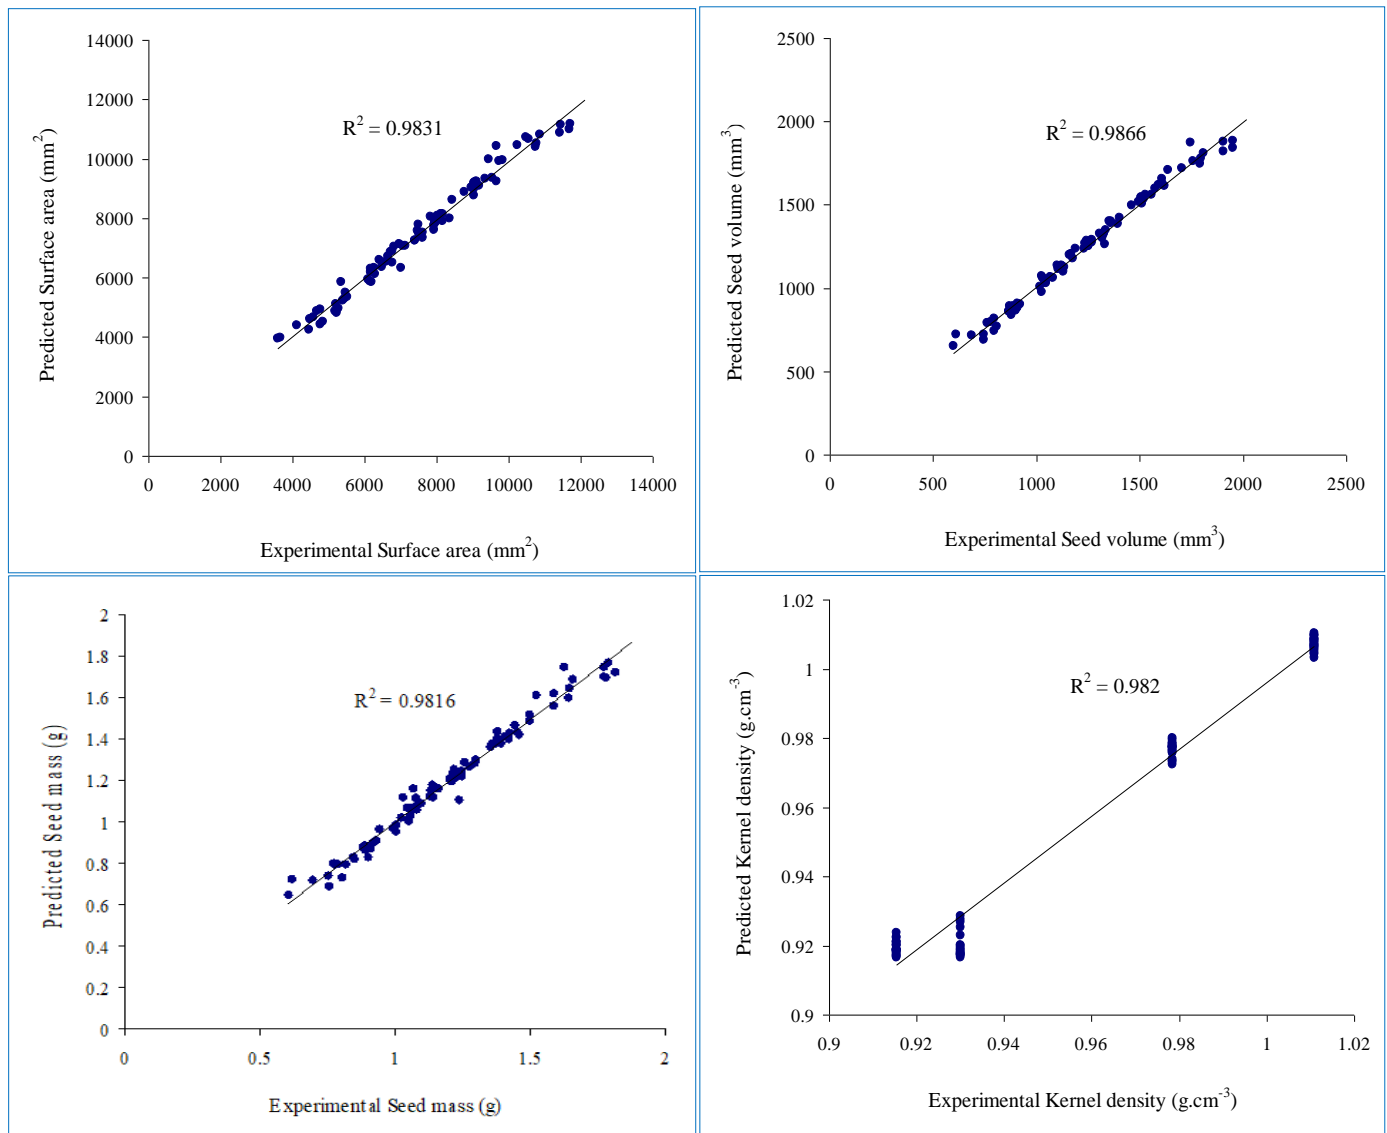 14000
12000
10000
8000
6000
4000
2000
0
0 2000 4000 6000 8000 10000 12000 14000
R2 = 0.9831
Predicted Surface area (mm2)
Experimental Surface area (mm2)
2500
2000
1500
1000
500
0
0 500 1000 1500 2000 2500
R2 = 0.9866
Predicted Seed volume (mm3)
Experimental Seed volume (mm3)
2
1.8
1.6
1.4
1.2
1
0.8
0.6
0.4
0.2
0
0 0.5 1 1.5 2
R2 = 0.9816
Predicted Seed mass (g)
Experimental Seed mass (g)
1.02
1
0.98
0.96
0.94
0.92
0.9
0.9 0.92 0.94 0.96 0.98 1 1.02
R2 = 0.982
Predicted Kernel density (g.cm-3)
Experimental Kernel density (g.cm-3)